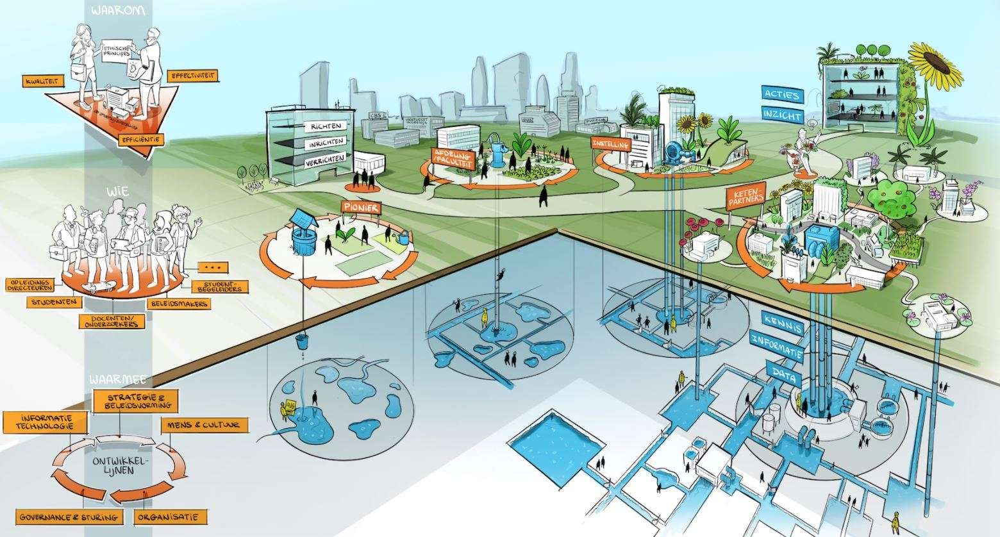 WAAROM
ETHISCHE
PRINCIPES
KWALITEIT
EFFECTIVITEIT
EFFICIËNTIE
WIE
OPLEIDINGS
DIRECTEUREN
STUDENTEN
DOCENTEN/
ONDERZOEKERS
BELEIDSMAKERS
STUDENT-
BEGELEIDERS
...
WAARMEE
STRATEGIE &
BELEIDSVORMING
INFORMATIE
TECHNOLOGIE
MENS & CULTUUR
ONTWIKKEL-
LIJNEN
GOVERNANCE & STURING
ORGANISATIE
RICHTEN
INRICHTEN
VERRICHTEN
CBS
DUO
PIONIER
AFDELING
/FACULTEIT
INSTELLING
KETEN-
PARTNERS
ACTIES
INZICHT
KENNIS
INFORMATIE
DATA
AVG